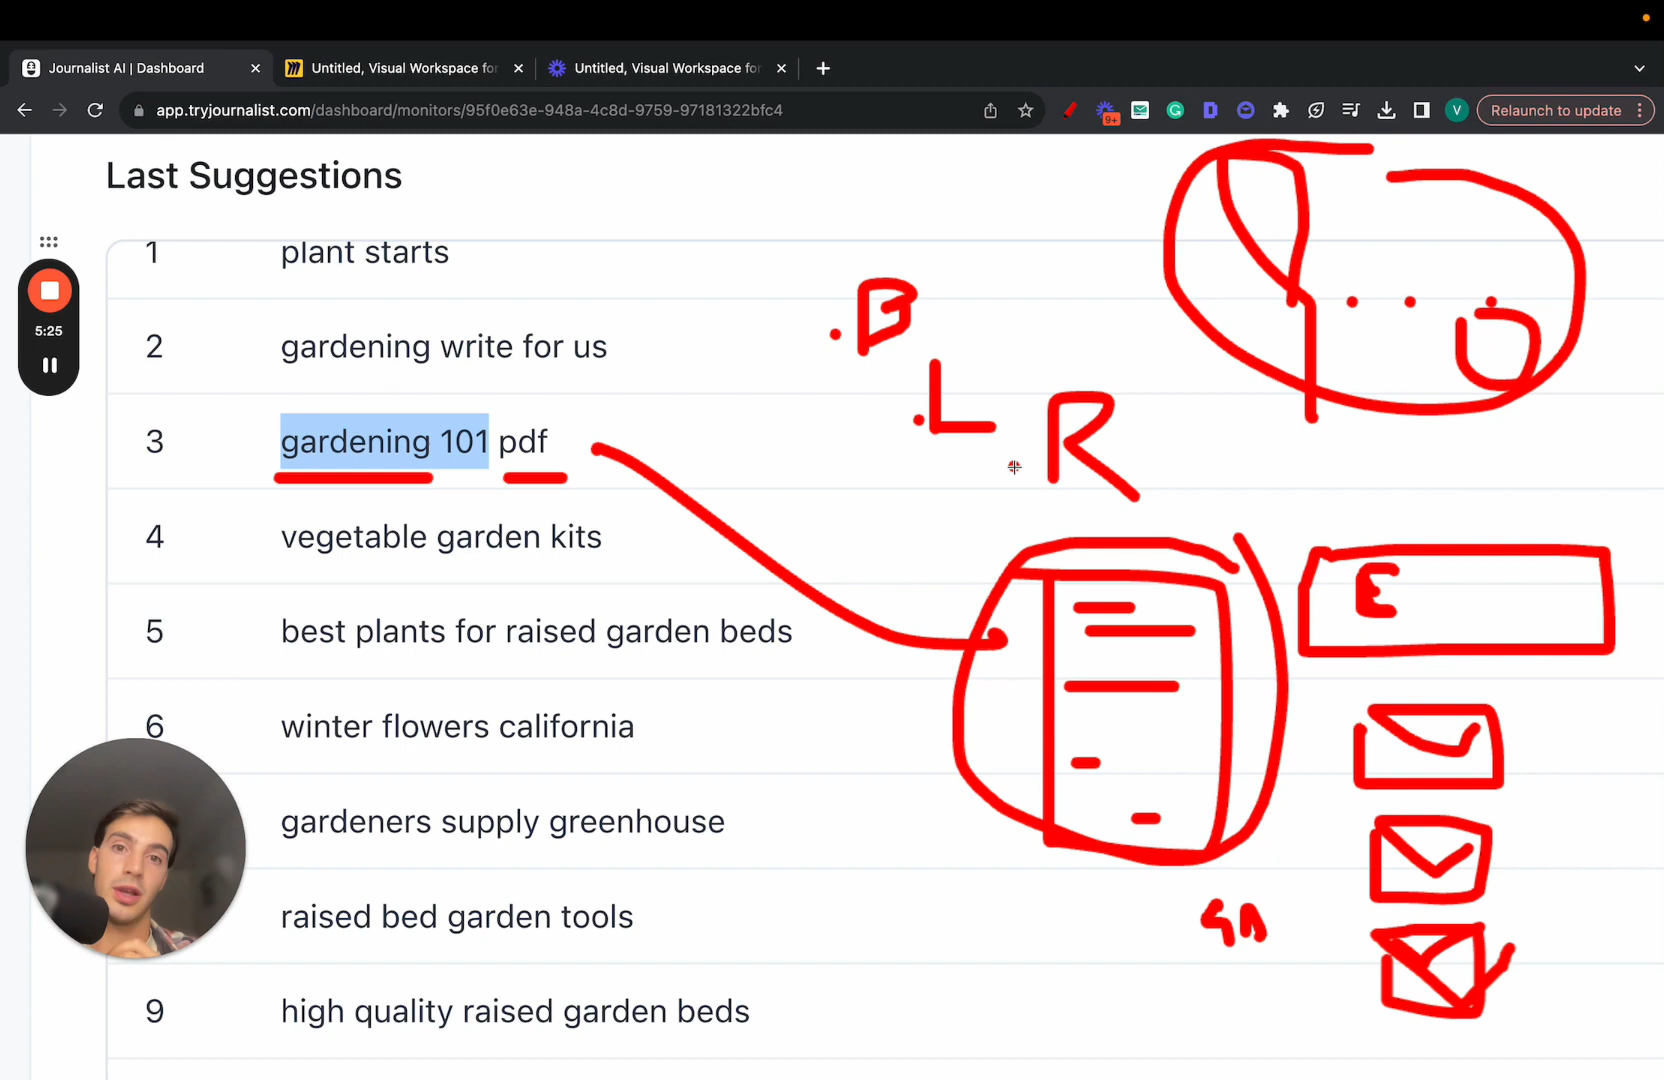 Journalist AI | Dashboard
Untitled, Visual Workspace for
Untitled, Visual Workspace for
app.tryjournalist.com/dashboard/monitors/95f0e63e-948a-4c8d-9759-97181322bfc4
9+
V
Relaunch to update
Last Suggestions
1 plant starts
2 gardening write for us
3 gardening 101 pdf
4 vegetable garden kits
5 best plants for raised garden beds
6 winter flowers california
gardeners supply greenhouse
raised bed garden tools
9 high quality raised garden beds
5:25
.B
.L
R
E